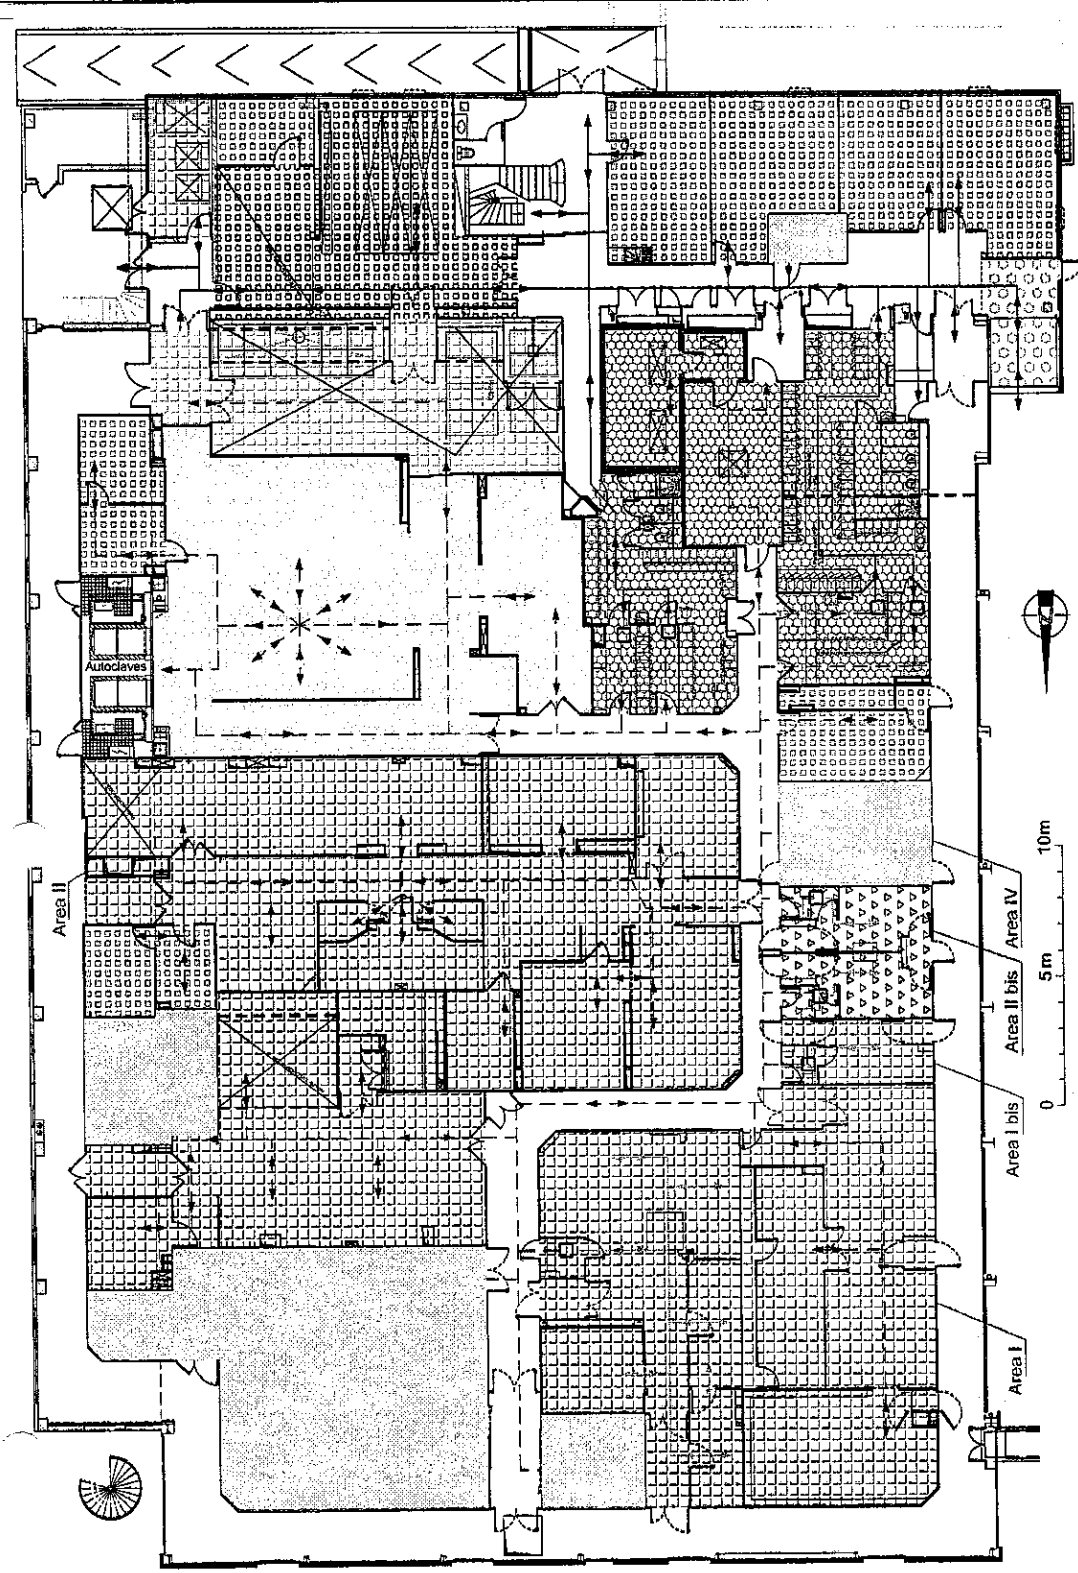 Autoclaves
Area II
Area IV
Area II bis
Area I bis
Area I
10m
5m
0